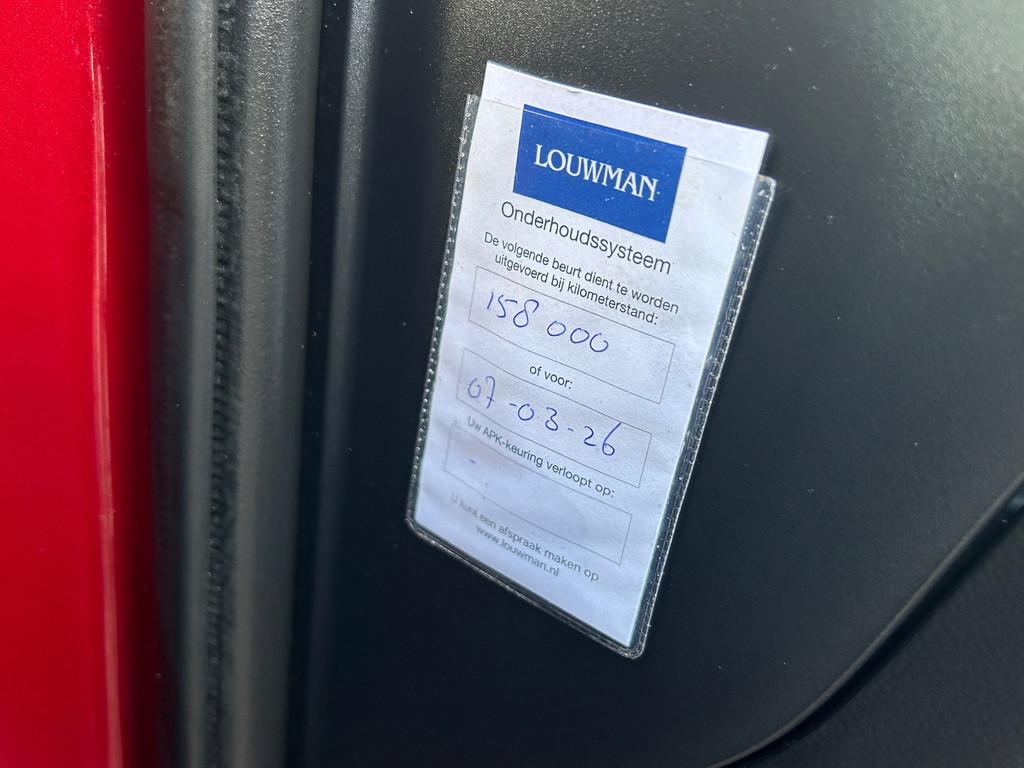 LOUWMAN
Onderhoudssysteem
De volgende beurt dient te worden
uitgevoerd bij kilometerstand:
158 000
of voor:
07-03-26
Uw APK-keuring verloopt op:
-
U kunt een afspraak maken op
www.louwman.nl